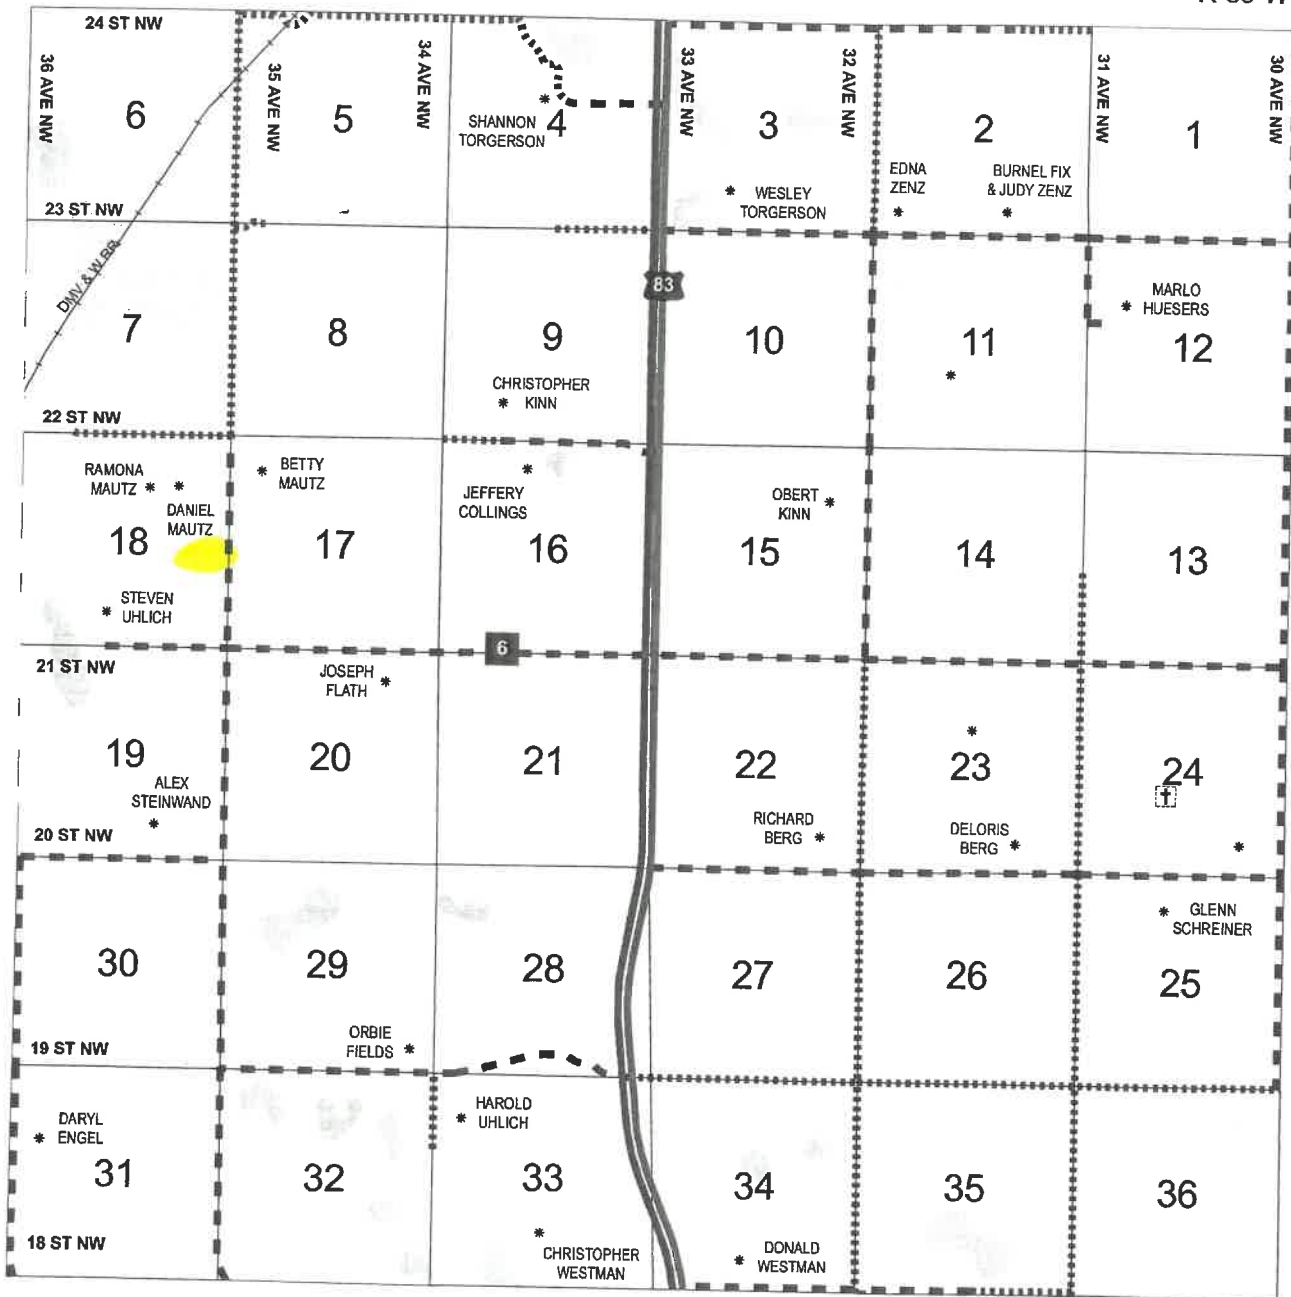 24 ST NW
36 AVE NW
35 AVE NW
34 AVE NW
33 AVE NW
32 AVE NW
31 AVE NW
30 AVE NW
6
5
4
3
2
1
SHANNON
TORGERSON
WESLEY
TORGERSON
EDNA
ZENZ
BURNEL FIX
& JUDY ZENZ
23 ST NW
DMV & W RR
83
7
8
9
10
11
12
MARLO
HUESERS
CHRISTOPHER
KINN
22 ST NW
RAMONA
MAUTZ
DANIEL
MAUTZ
BETTY
MAUTZ
JEFFERY
COLLINGS
OBERT
KINN
18
17
16
15
14
13
STEVEN
UHLICH
6
21 ST NW
JOSEPH
FLATH
19
20
21
22
23
24
ALEX
STEINWAND
RICHARD
BERG
DELORIS
BERG
20 ST NW
GLENN
SCHREINER
30
29
28
27
26
25
ORBIE
FIELDS
19 ST NW
DARYL
ENGEL
HAROLD
UHLICH
31
32
33
34
35
36
CHRISTOPHER
WESTMAN
DONALD
WESTMAN
18 ST NW